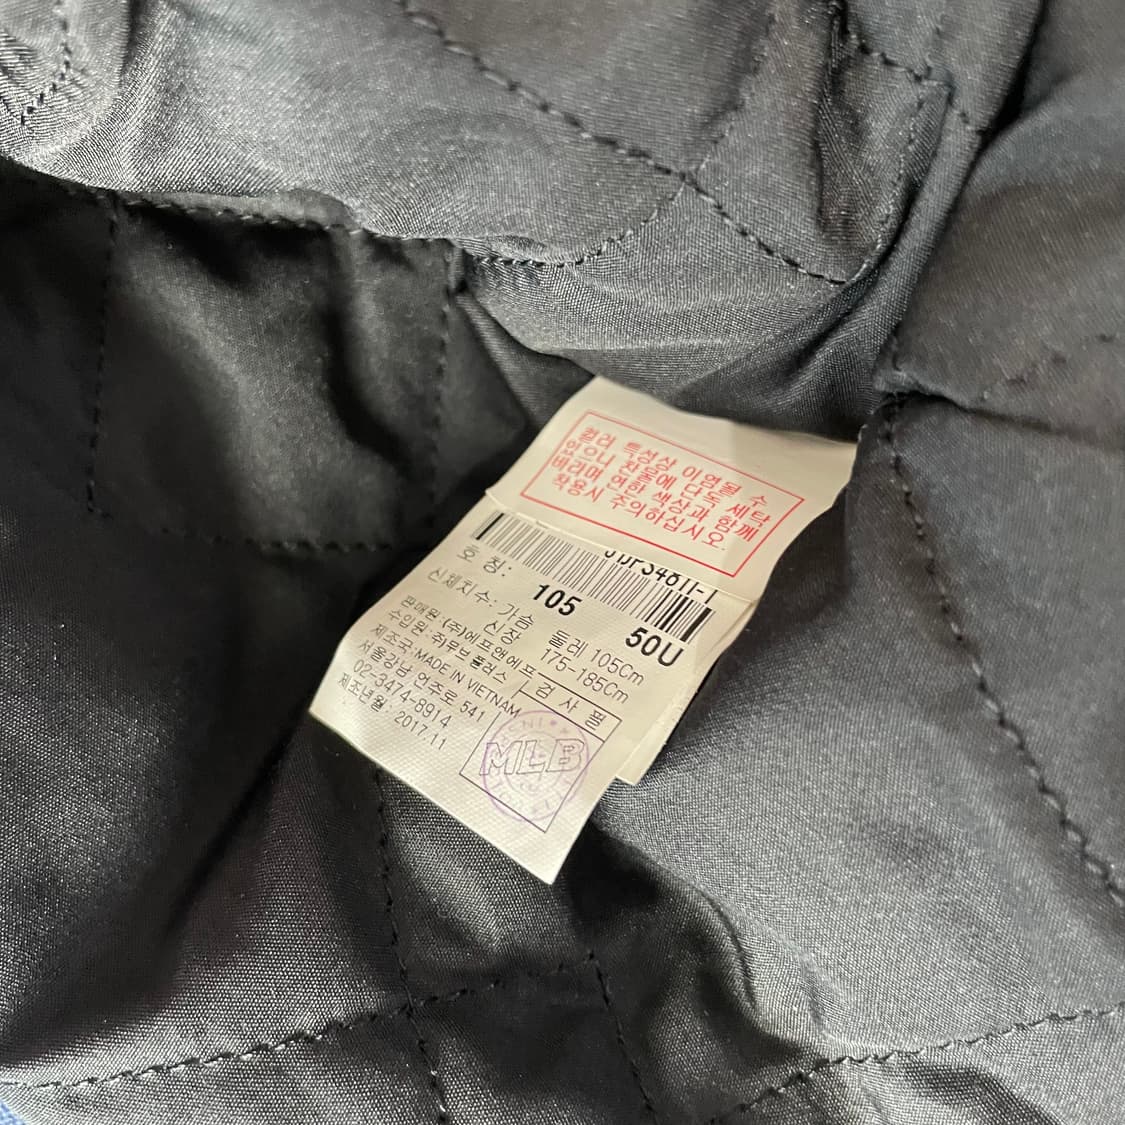 컬러 특성상 이염될 수
있으니 찬물에 단독 세탁
바라며 연한 색상과 함께
착용시 주의하십시오.
호 칭: 105 50U
신체치수: 가슴 둘레 105Cm
신장 175-185Cm
판매원: (주)에프앤에프
수입원: 주)무브플러스
제조국: MADE IN VIETNAM
서울강남 언주로 541
02-3474-8914
제조년월: 2017.11
검 사 필
MLB